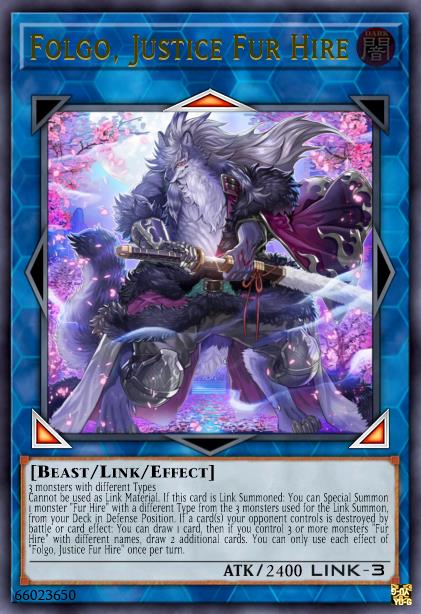 Folgo, Justice Fur Hire
DARK
闇
[Beast/Link/Effect]
3 monsters with different Types
Cannot be used as Link Material. If this card is Link Summoned: You can Special Summon
1 monster "Fur Hire" with a different Type from the 3 monsters used for the Link Summon,
from your Deck in Defense Position. If a card(s) your opponent controls is destroyed by
battle or card effect: You can draw 1 card, then if you control 3 or more monsters "Fur
Hire" with different names, draw 2 additional cards. You can only use each effect of
"Folgo, Justice Fur Hire" once per turn.
ATK/2400 LINK-3
66023650